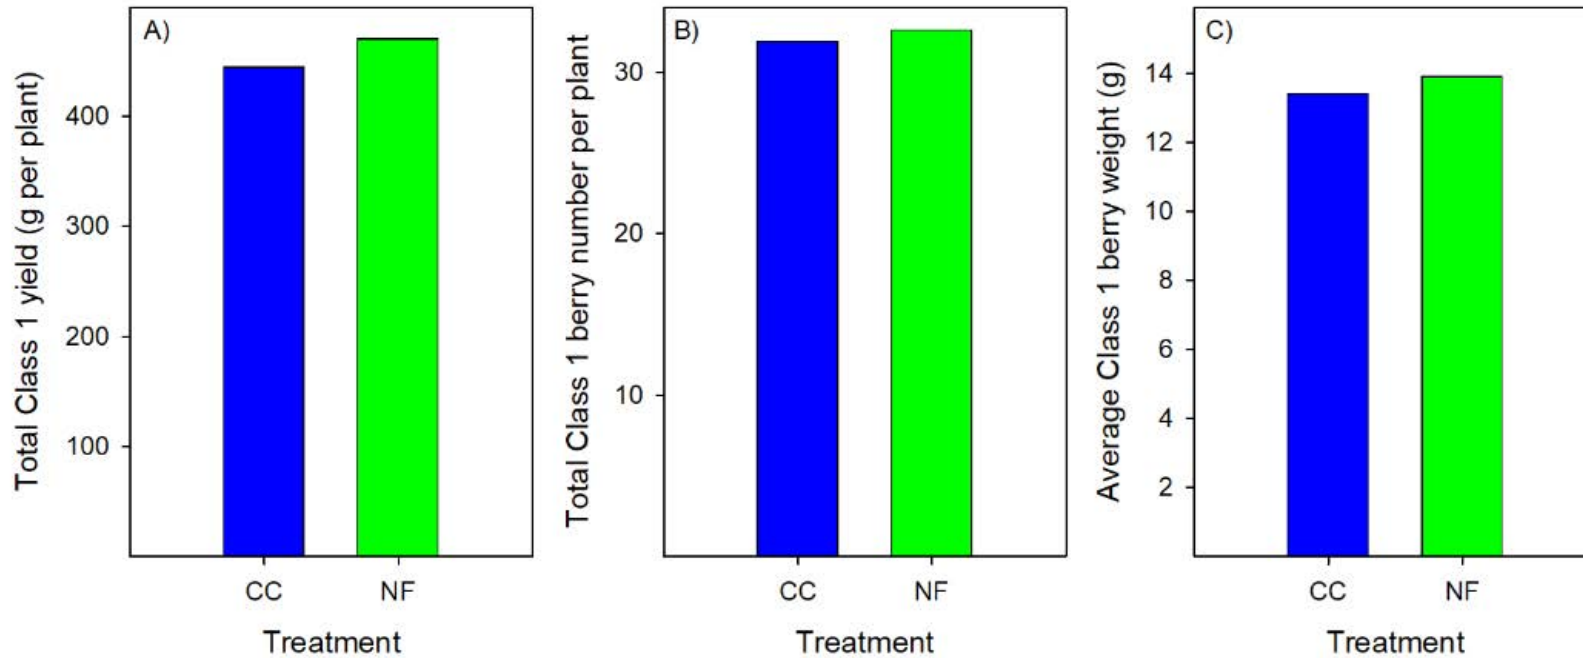 A)
Total Class 1 yield (g per plant)
400
300
200
100
CC NF
Treatment
B)
Total Class 1 berry number per plant
30
20
10
CC NF
Treatment
C)
Average Class 1 berry weight (g)
14
12
10
8
6
4
2
CC NF
Treatment